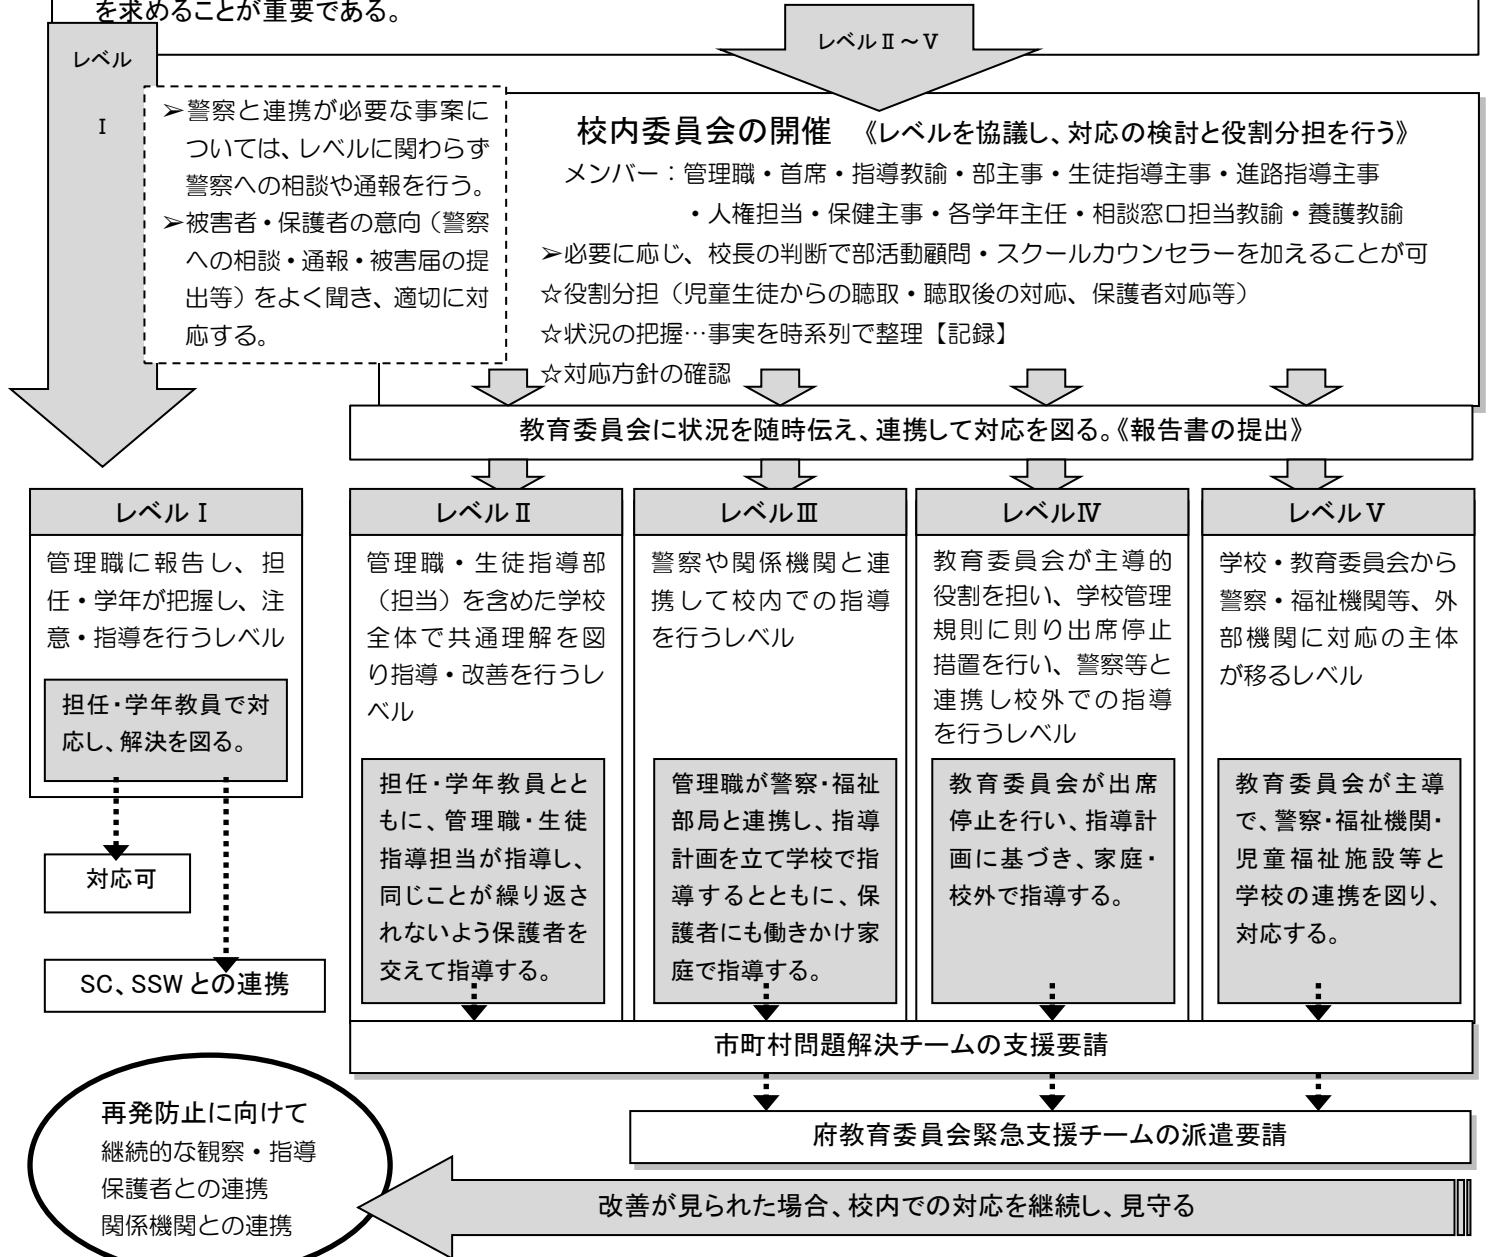 を求めることが重要である。
レベル
Ⅰ
レベルⅡ～Ⅴ
➢警察と連携が必要な事案に
ついては、レベルに関わらず
警察への相談や通報を行う。
➢被害者・保護者の意向（警察
への相談・通報・被害届の提
出等）をよく聞き、適切に対
応する。
校内委員会の開催 《レベルを協議し、対応の検討と役割分担を行う》
メンバー：管理職・首席・指導教諭・部主事・生徒指導主事・進路指導主事
・人権担当・保健主事・各学年主任・相談窓口担当教諭・養護教諭
➢必要に応じ、校長の判断で部活動顧問・スクールカウンセラーを加えることが可
☆役割分担（児童生徒からの聴取・聴取後の対応、保護者対応等）
☆状況の把握…事実を時系列で整理【記録】
☆対応方針の確認
教育委員会に状況を随時伝え、連携して対応を図る。《報告書の提出》
レベルⅠ
管理職に報告し、担
任・学年が把握し、注
意・指導を行うレベル
担任・学年教員で対
応し、解決を図る。
対応可
SC、SSWとの連携
レベルⅡ
管理職・生徒指導部
（担当）を含めた学校
全体で共通理解を図
り指導・改善を行うレ
ベル
担任・学年教員とと
もに、管理職・生徒
指導担当が指導し、
同じことが繰り返さ
れないよう保護者を
交えて指導する。
レベルⅢ
警察や関係機関と連
携して校内での指導
を行うレベル
管理職が警察・福祉
部局と連携し、指導
計画を立て学校で指
導するとともに、保
護者にも働きかけ家
庭で指導する。
レベルⅣ
教育委員会が主導的
役割を担い、学校管理
規則に則り出席停止
措置を行い、警察等と
連携し校外での指導
を行うレベル
教育委員会が出席
停止を行い、指導計
画に基づき、家庭・
校外で指導する。
レベルⅤ
学校・教育委員会から
警察・福祉機関等、外
部機関に対応の主体
が移るレベル
教育委員会が主導
で、警察・福祉機関・
児童福祉施設等と
学校の連携を図り、
対応する。
市町村問題解決チームの支援要請
府教育委員会緊急支援チームの派遣要請
再発防止に向けて
継続的な観察・指導
保護者との連携
関係機関との連携
改善が見られた場合、校内での対応を継続し、見守る